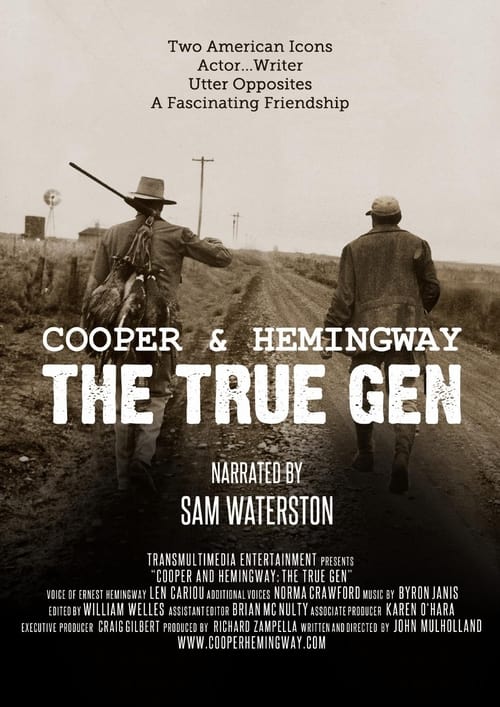 Two American Icons
Actor...Writer
Utter Opposites
A Fascinating Friendship
COOPER & HEMINGWAY
THE TRUE GEN
NARRATED BY
SAM WATERSTON
TRANSMULTIMEDIA ENTERTAINMENT PRESENTS
"COOPER AND HEMINGWAY: THE TRUE GEN"
VOICE OF ERNEST HEMINGWAY LEN CARIOU ADDITIONAL VOICES NORMA CRAWFORD MUSIC BY BYRON JANIS
EDITED BY WILLIAM WELLES ASSISTANT EDITOR BRIAN MC NULTY ASSOCIATE PRODUCER KAREN O'HARA
EXECUTIVE PRODUCER CRAIG GILBERT PRODUCED BY RICHARD ZAMPELLA WRITTEN AND DIRECTED BY JOHN MULHOLLAND
WWW.COOPERHEMINGWAY.COM